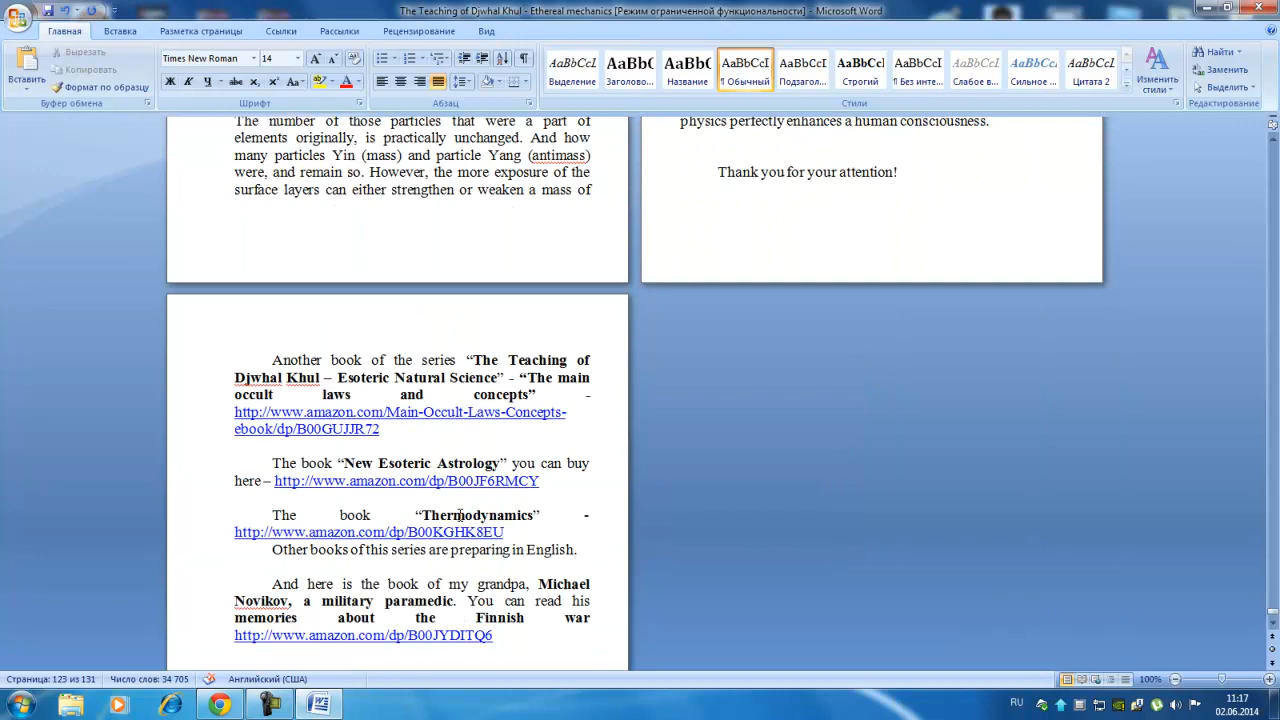 The Teaching of Djwhal Khul - Ethereal mechanics [Режим ограниченной функциональности] - Microsoft Word
Главная Вставка Разметка страницы Ссылки Рассылки Рецензирование Вид
Вставить
Вырезать
Копировать
Формат по образцу
Буфер обмена
Times New Roman 14
Шрифт
Абзац
AaBbCcI AaBbC AaBbC AaBbCcI AaBbCcI AaBbCcI AaBbCcI AaBbCcI AaBbCcI AaBbCcI
Выделение Заголово... Название ¶ Обычный Подзагол... Строгий ¶ Без инте... Слабое в... Сильное ... Цитата 2
Стили
Изменить стили
Найти
Заменить
Выделить
Редактирование
The number of those particles that were a part of
elements originally, is practically unchanged. And how
many particles Yin (mass) and particle Yang (antimass)
were, and remain so. However, the more exposure of the
surface layers can either strengthen or weaken a mass of
physics perfectly enhances a human consciousness.
Thank you for your attention!
Another book of the series “The Teaching of
Djwhal Khul – Esoteric Natural Science” - “The main
occult laws and concepts” -
http://www.amazon.com/Main-Occult-Laws-Concepts-
ebook/dp/B00GUJJR72
The book “New Esoteric Astrology” you can buy
here – http://www.amazon.com/dp/B00JF6RMCY
The book “Thermodynamics” -
http://www.amazon.com/dp/B00KGHK8EU
Other books of this series are preparing in English.
And here is the book of my grandpa, Michael
Novikov, a military paramedic. You can read his
memories about the Finnish war
http://www.amazon.com/dp/B00JYDITQ6
Страница: 123 из 131 Число слов: 34 705 Английский (США) 100%
RU 11:17
02.06.2014